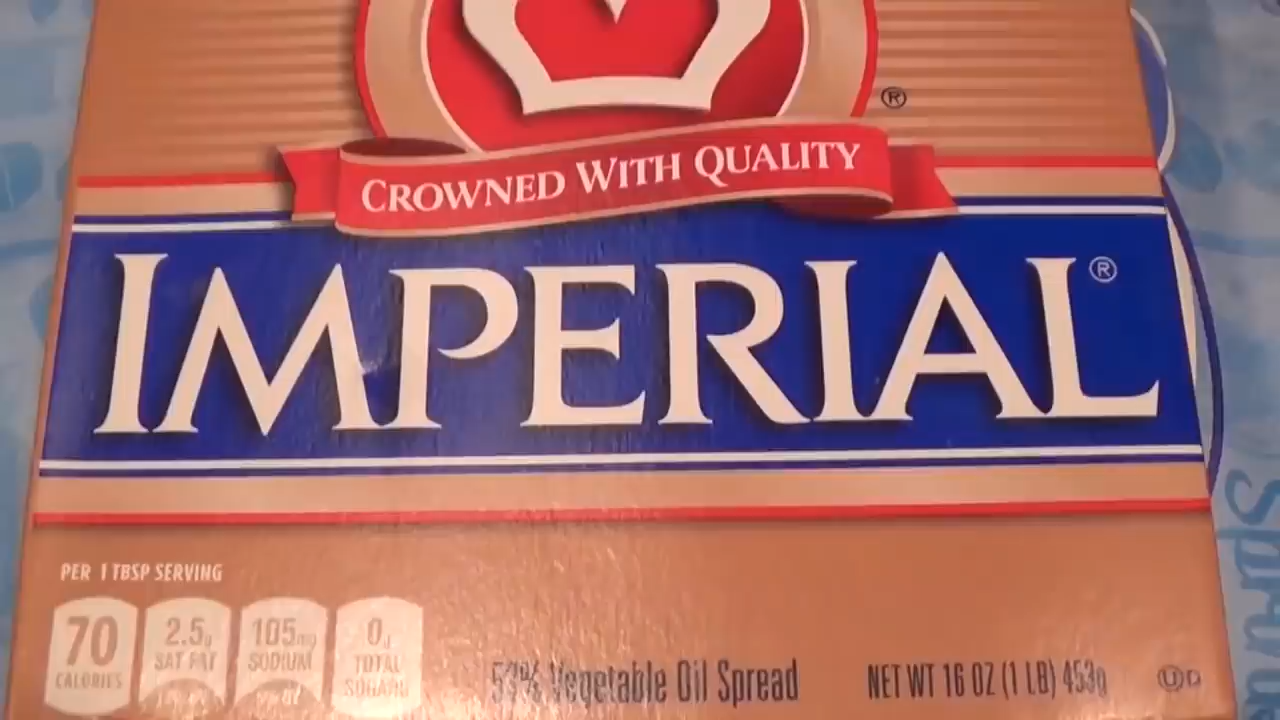 ®
CROWNED WITH QUALITY
IMPERIAL®
PER 1 TBSP SERVING
70 CALORIES
2.5g SAT FAT
105mg SODIUM
0g TOTAL SUGARS
Vegetable Oil Spread
NET WT 16 OZ (1 LB) 453g
U D